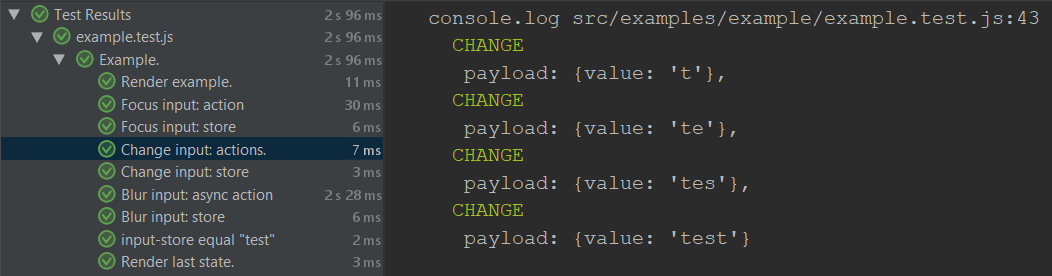 Test Results 2 s 96 ms
example.test.js 2 s 96 ms
Example. 2 s 96 ms
Render example. 11 ms
Focus input: action 30 ms
Focus input: store 6 ms
Change input: actions. 7 ms
Change input: store 3 ms
Blur input: async action 2 s 28 ms
Blur input: store 6 ms
input-store equal "test" 2 ms
Render last state. 3 ms
console.log src/examples/example/example.test.js:43
CHANGE
payload: {value: 't'},
CHANGE
payload: {value: 'te'},
CHANGE
payload: {value: 'tes'},
CHANGE
payload: {value: 'test'}